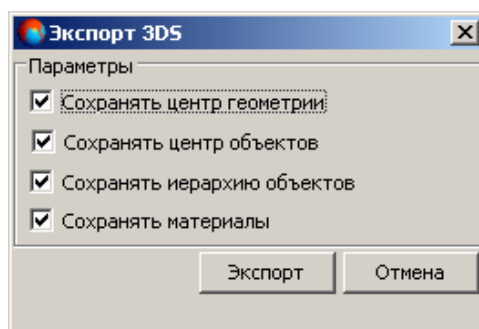 Экспорт 3DS
Параметры
Сохранять центр геометрии
Сохранять центр объектов
Сохранять иерархию объектов
Сохранять материалы
Экспорт Отмена